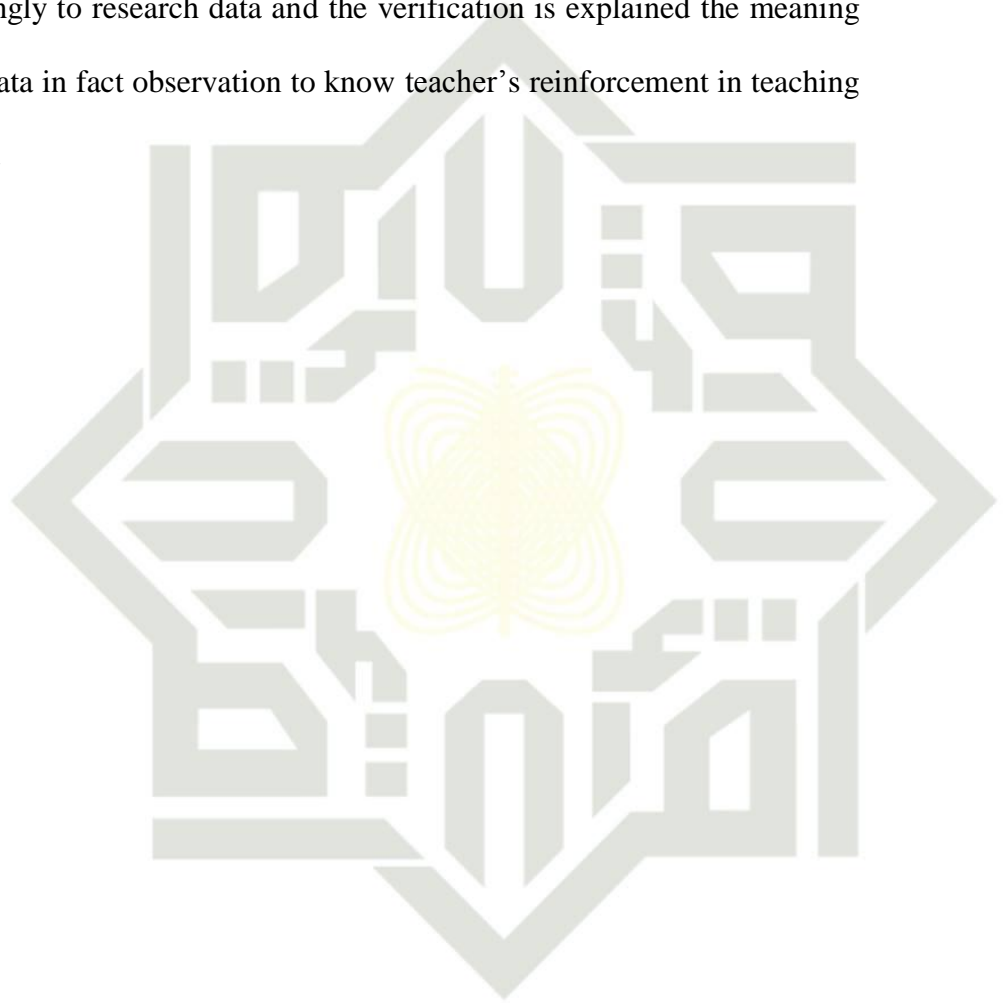 ngly to research data and the verification is explained the meaning
ata in fact observation to know teacher’s reinforcement in teaching